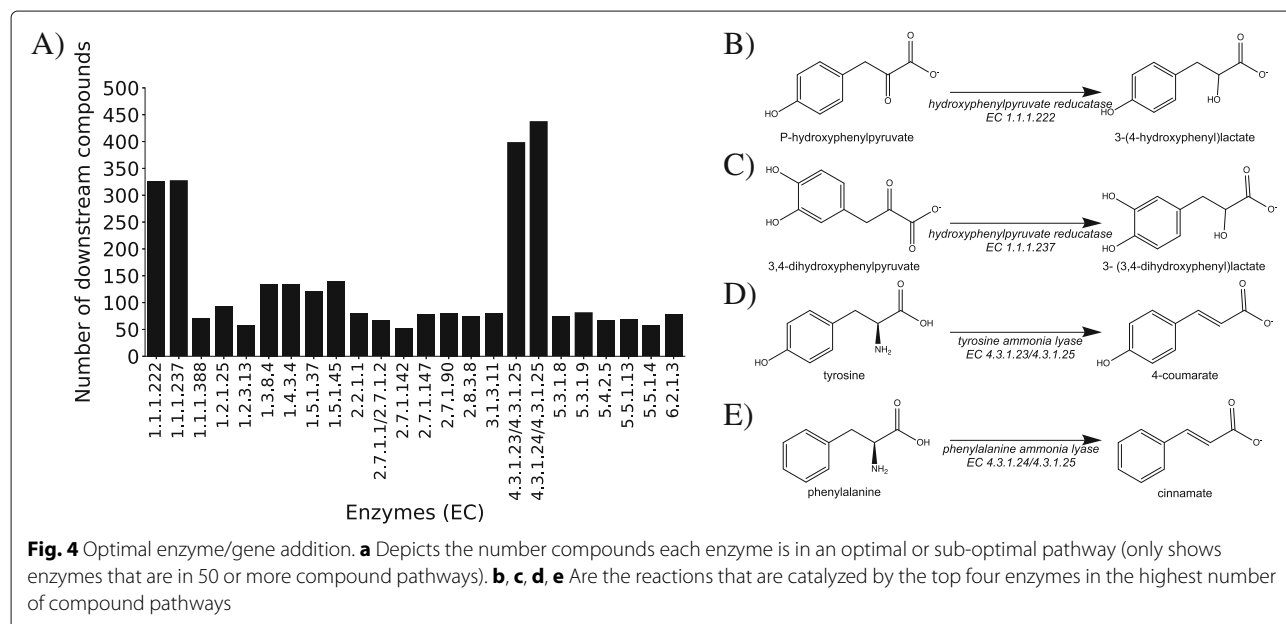 A)
Number of downstream compounds
500
450
400
350
300
250
200
150
100
50
0
1.1.1.222
1.1.1.237
1.1.1.388
1.2.1.25
1.2.3.13
1.3.8.4
1.4.3.4
1.5.1.37
1.5.1.45
2.2.1.1
2.7.1.1/2.7.1.2
2.7.1.142
2.7.1.147
2.7.1.90
2.8.3.8
3.1.3.11
4.3.1.23/4.3.1.25
4.3.1.24/4.3.1.25
5.3.1.8
5.3.1.9
5.4.2.5
5.5.1.13
5.5.1.4
6.2.1.3
Enzymes (EC)
B)
HO
O
O
O-
hydroxyphenylpyruvate reducatase
EC 1.1.1.222
HO
HO
O
O-
P-hydroxyphenylpyruvate
3-(4-hydroxyphenyl)lactate
C)
HO
HO
O
O
O-
hydroxyphenylpyruvate reducatase
EC 1.1.1.237
HO
HO
HO
O
O-
3,4-dihydroxyphenylpyruvate
3- (3,4-dihydroxyphenyl)lactate
D)
HO
NH2
O
OH
tyrosine ammonia lyase
EC 4.3.1.23/4.3.1.25
HO
O
O-
tyrosine
4-coumarate
E)
NH2
O
OH
phenylalanine ammonia lyase
EC 4.3.1.24/4.3.1.25
O
O-
phenylalanine
cinnamate
Fig. 4 Optimal enzyme/gene addition. a Depicts the number compounds each enzyme is in an optimal or sub-optimal pathway (only shows
enzymes that are in 50 or more compound pathways). b, c, d, e Are the reactions that are catalyzed by the top four enzymes in the highest number
of compound pathways